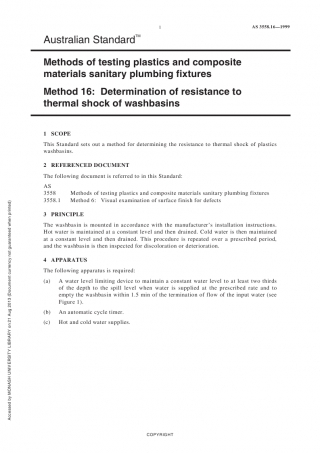 1
AS 3558.16—1999
Australian Standard™
Methods of testing plastics and composite
materials sanitary plumbing fixtures
Method 16: Determination of resistance to
thermal shock of washbasins
1 SCOPE
This Standard sets out a method for determining the resistance to thermal shock of plastics
washbasins.
2 REFERENCED DOCUMENT
The following document is referred to in this Standard:
AS
3558 Methods of testing plastics and composite materials sanitary plumbing fixtures
3558.1 Method 6: Visual examination of surface finish for defects
3 PRINCIPLE
The washbasin is mounted in accordance with the manufacturer's installation instructions.
Hot water is maintained at a constant level and then drained. Cold water is then maintained
at a constant level and then drained. This procedure is repeated over a prescribed period,
and the washbasin is then inspected for discoloration or deterioration.
4 APPARATUS
The following apparatus is required:
(a) A water level limiting device to maintain a constant water level to at least two thirds
of the depth to the spill level when water is supplied at the prescribed rate and to
empty the washbasin within 1.5 min of the termination of flow of the input water (see
Figure 1).
(b) An automatic cycle timer.
(c) Hot and cold water supplies.
Accessed by MONASH UNIVERSITY LIBRARY on 21 Aug 2013 (Document currency not guaranteed when printed)
COPYRIGHT